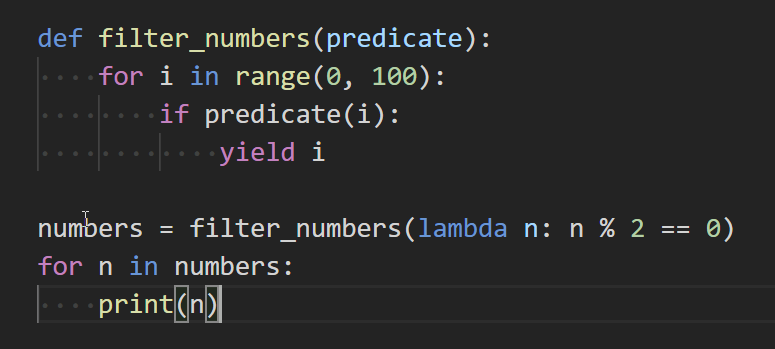 def filter_numbers(predicate):
    for i in range(0, 100):
        if predicate(i):
            yield i

numbers = filter_numbers(lambda n: n % 2 == 0)
for n in numbers:
    print(n)